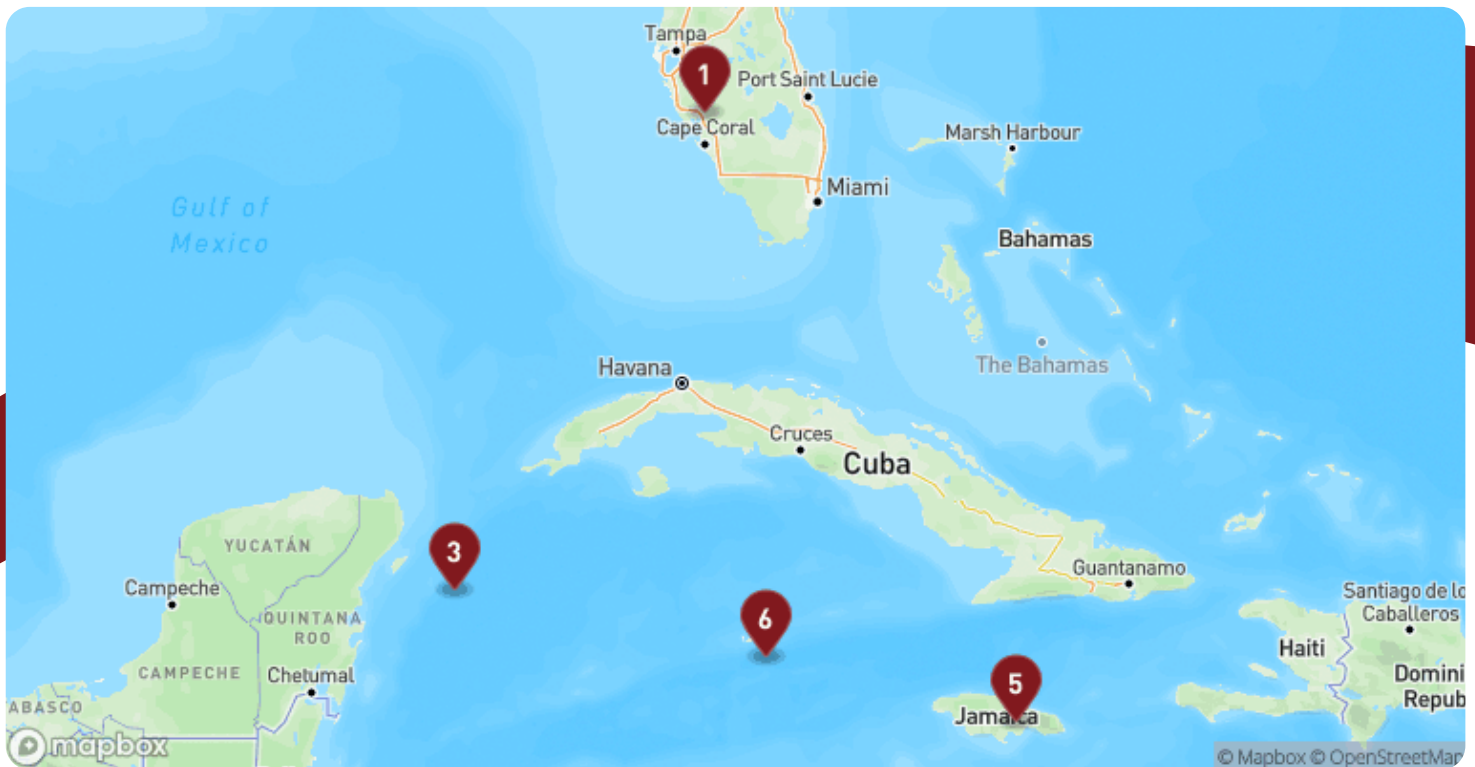 Tampa
1
Port Saint Lucie
Cape Coral
Marsh Harbour
Miami
Gulf of
Mexico
Bahamas
The Bahamas
Havana
Cruces
Cuba
3
YUCATÁN
Campeche
Guantanamo
Santiago de lo
Caballeros
QUINTANA
ROO
6
Haiti
CAMPECHE
Chetumal
5
Domini
Repub
ABASCO
Jamaica
mapbox
© Mapbox © OpenStreetMap